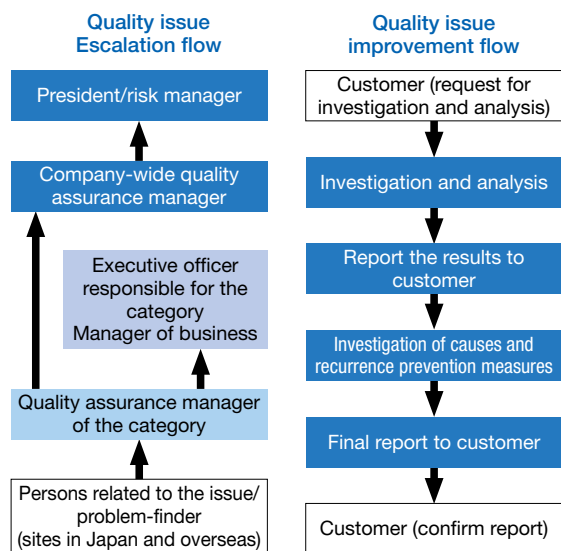 Quality issue
Escalation flow
President/risk manager
Company-wide quality
assurance manager
Executive officer
responsible for the
category
Manager of business
Quality assurance manager
of the category
Persons related to the issue/
problem-finder
(sites in Japan and overseas)
Quality issue
improvement flow
Customer (request for
investigation and analysis)
Investigation and analysis
Report the results to
customer
Investigation of causes and
recurrence prevention measures
Final report to customer
Customer (confirm report)